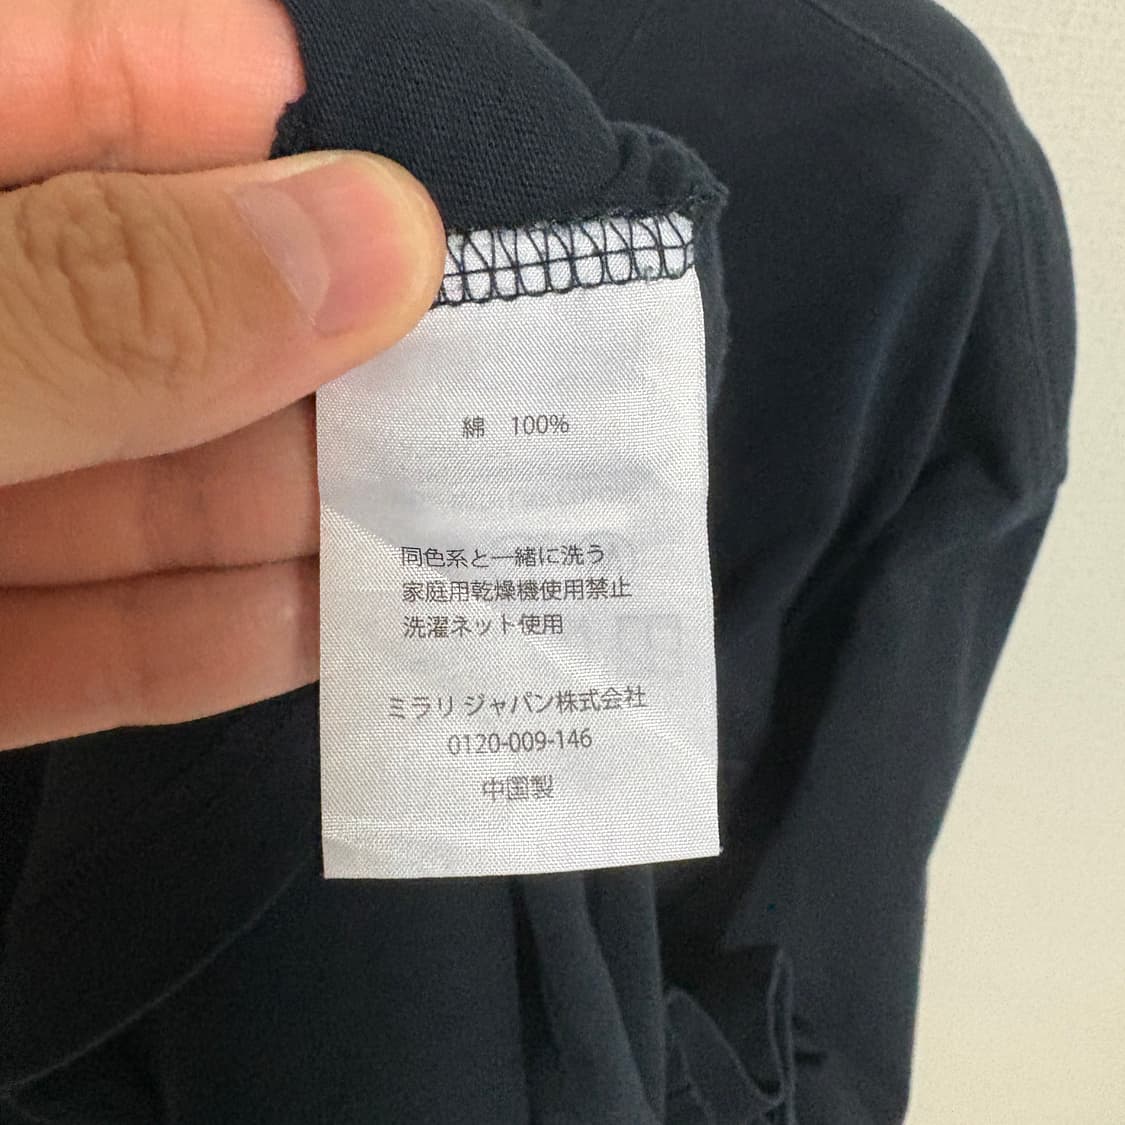 綿 100%
同色系と一緒に洗う
家庭用乾燥機使用禁止
洗濯ネット使用
ミラリ ジャパン株式会社
0120-009-146
中国製